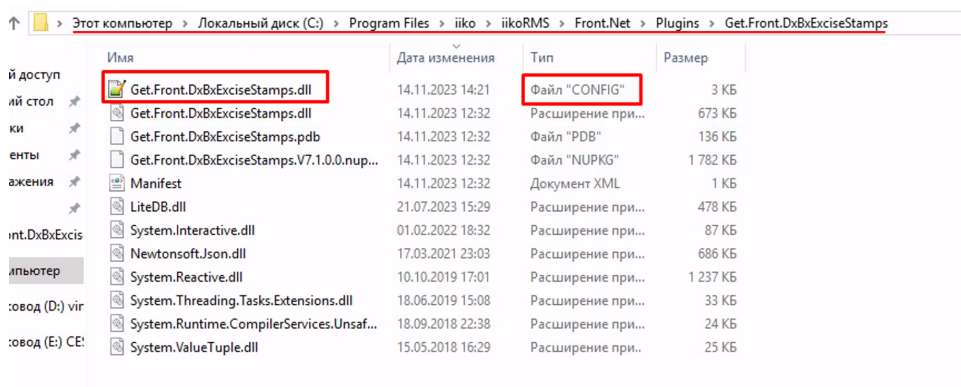 Этот компьютер > Локальный диск (C:) > Program Files > iiko > iikoRMS > Front.Net > Plugins > Get.Front.DxBxExciseStamps
Имя Дата изменения Тип Размер
й доступ
Get.Front.DxBxExciseStamps.dll 14.11.2023 14:21 Файл "CONFIG" 3 КБ
ий стол
Get.Front.DxBxExciseStamps.dll 14.11.2023 12:32 Расширение при... 673 КБ
ки
Get.Front.DxBxExciseStamps.pdb 14.11.2023 12:32 Файл "PDB" 136 КБ
енты
Get.Front.DxBxExciseStamps.V7.1.0.0.nup... 14.11.2023 12:32 Файл "NUPKG" 1 782 КБ
ажения
Manifest 14.11.2023 12:32 Документ XML 1 КБ
LiteDB.dll 21.07.2023 15:29 Расширение при... 478 КБ
ont.DxBxExcis
System.Interactive.dll 01.02.2022 18:32 Расширение при... 87 КБ
Newtonsoft.Json.dll 17.03.2021 23:03 Расширение при... 686 КБ
мпьютер
System.Reactive.dll 10.10.2019 17:01 Расширение при... 1 237 КБ
совод (D:) vir
System.Threading.Tasks.Extensions.dll 18.06.2019 15:08 Расширение при... 33 КБ
System.Runtime.CompilerServices.Unsaf... 18.09.2018 22:38 Расширение при... 24 КБ
совод (E:) CES
System.ValueTuple.dll 15.05.2018 16:29 Расширение при... 25 КБ